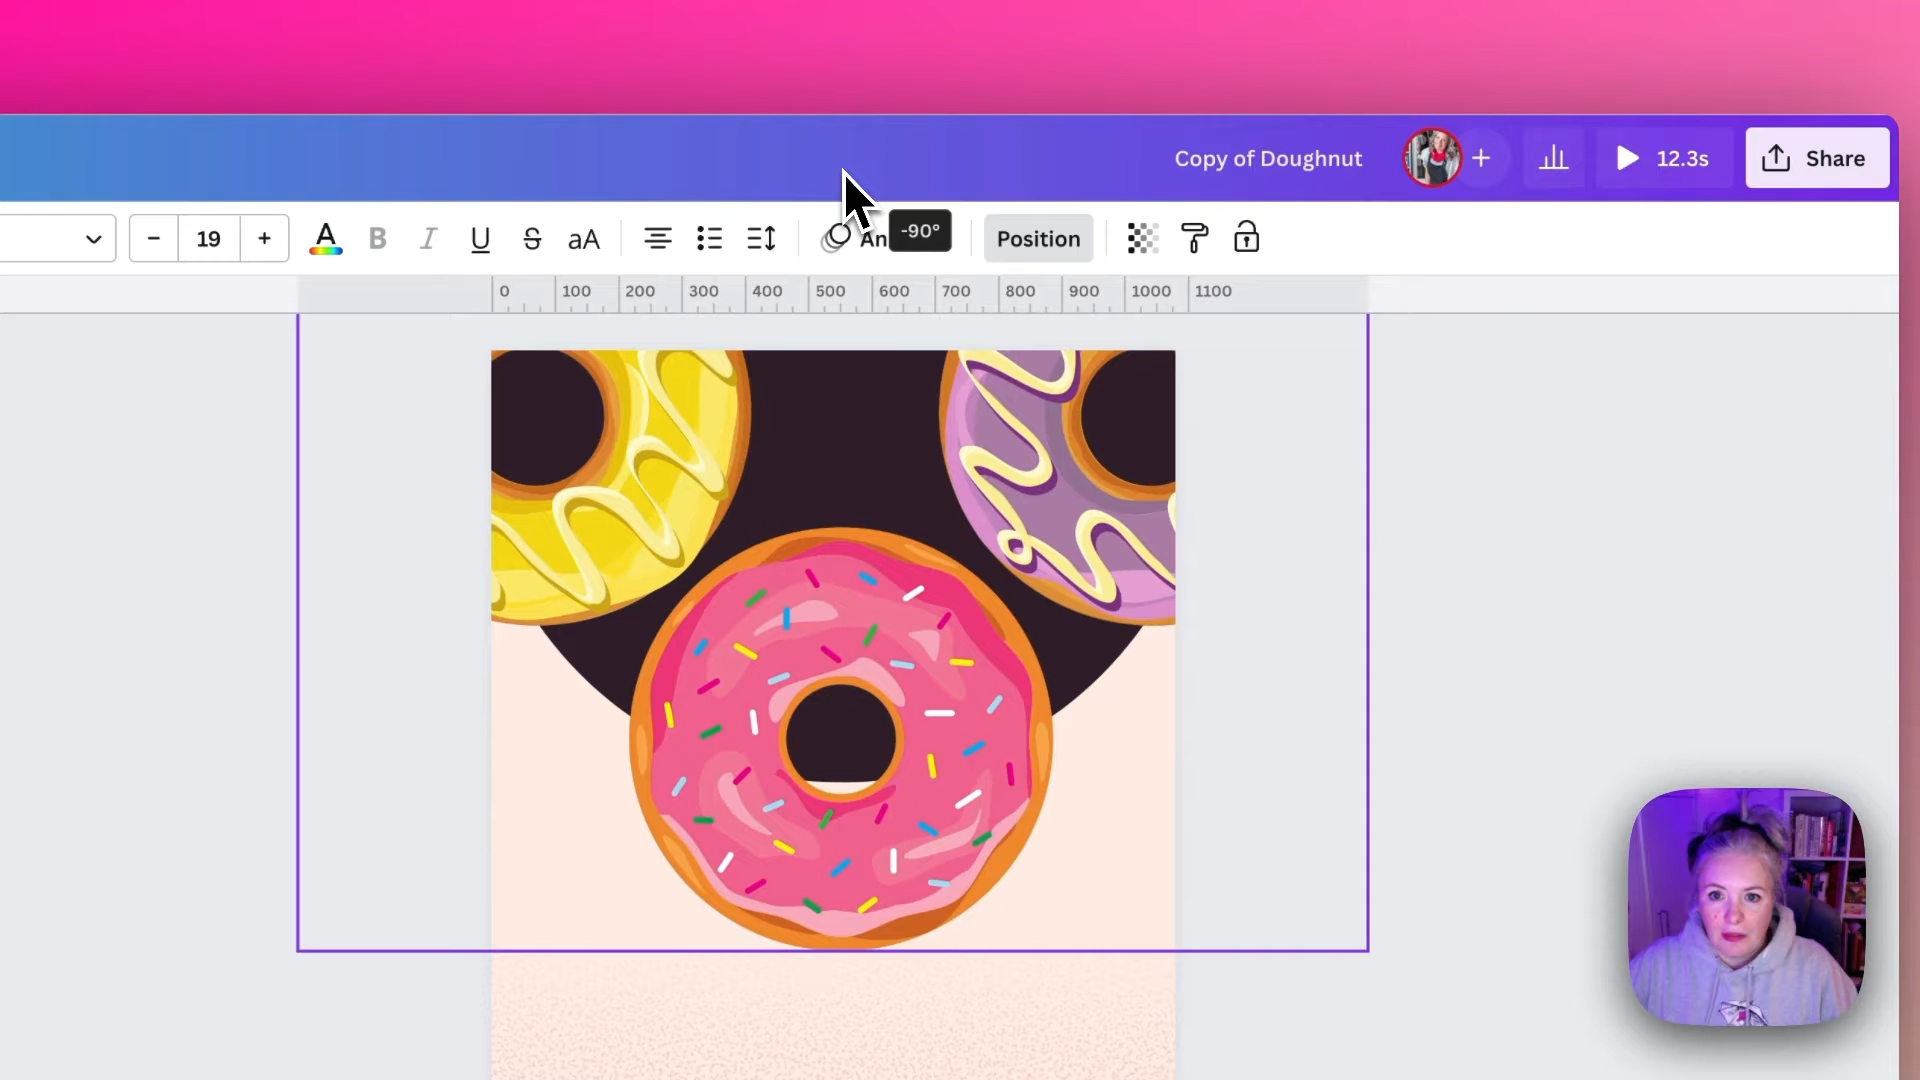 Copy of Doughnut
+
12.3s
Share
− 19 +
A B I U S aA
An
-90°
Position
0 100 200 300 400 500 600 700 800 900 1000 1100